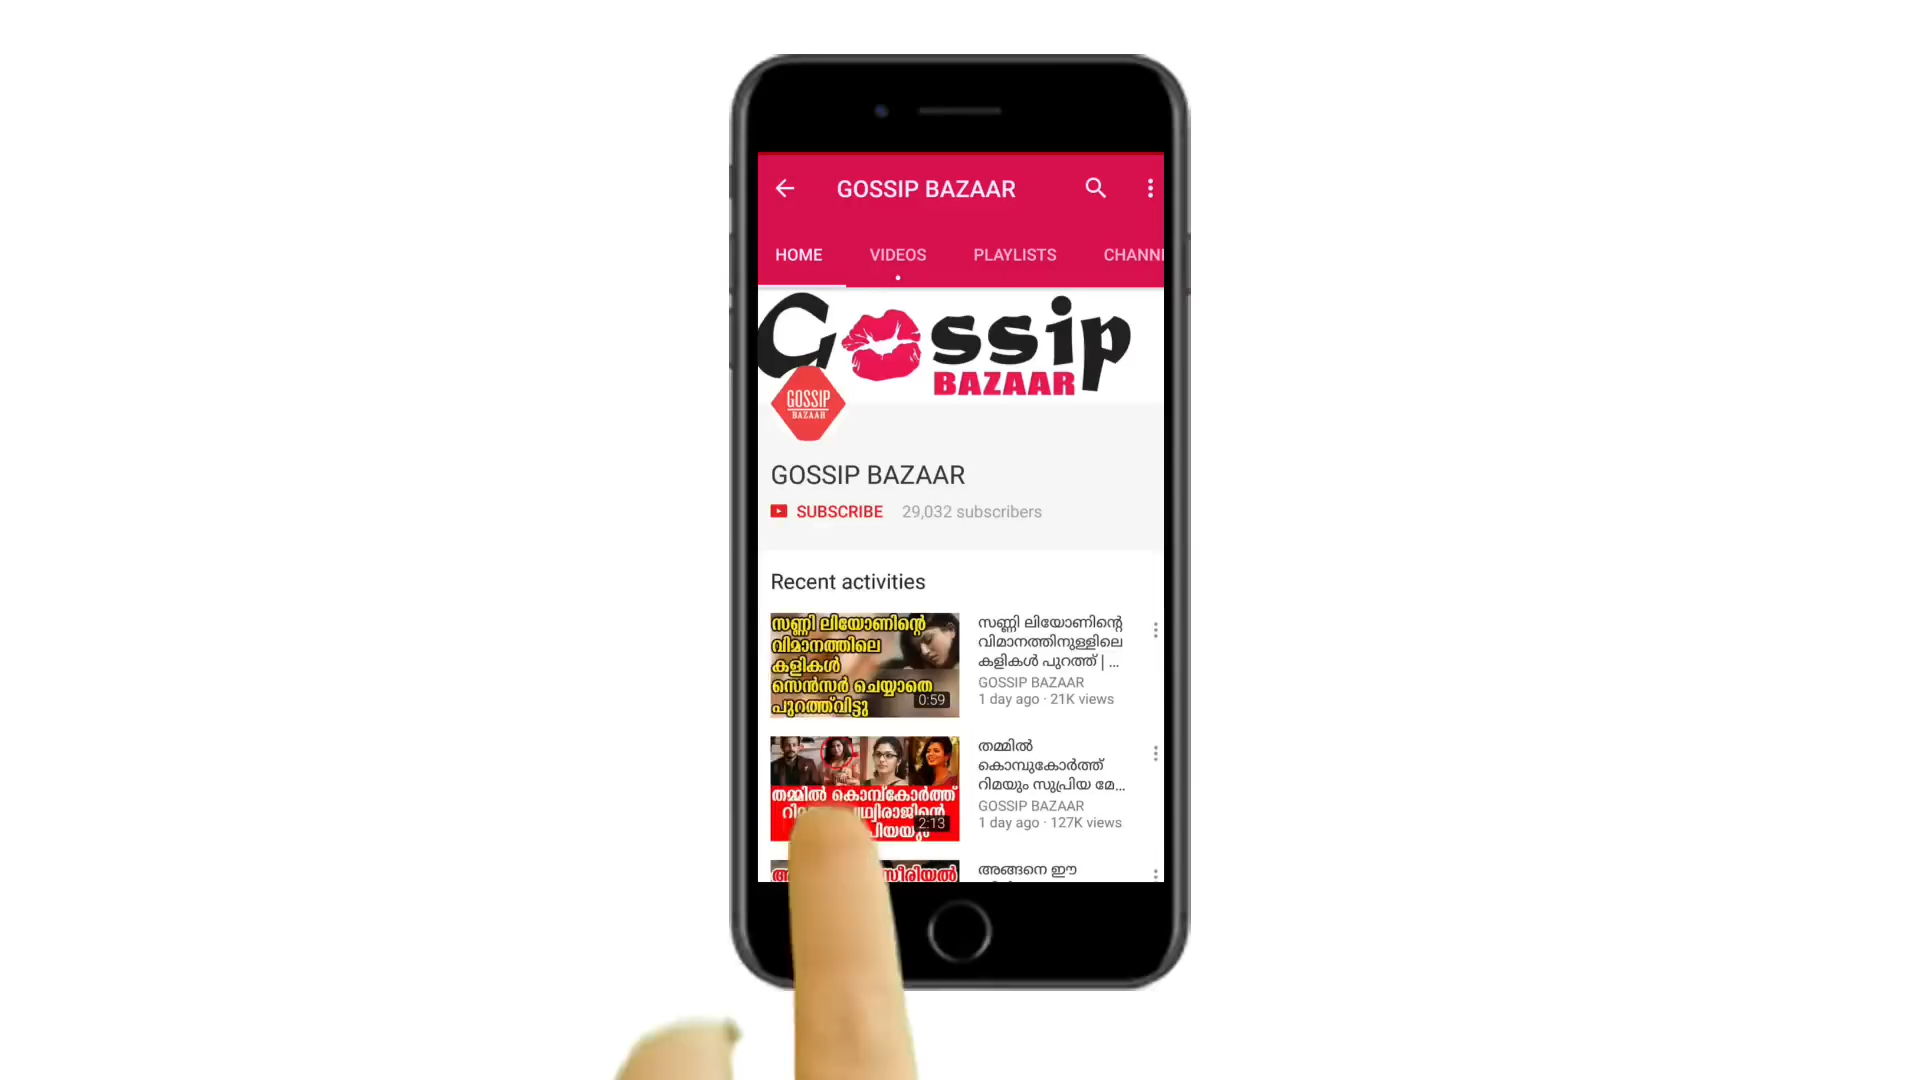 GOSSIP BAZAAR
HOME VIDEOS PLAYLISTS CHANN
Gossip
BAZAAR
GOSSIP
BAZAAR
GOSSIP BAZAAR
SUBSCRIBE 29,032 subscribers
Recent activities
സണ്ണി ലിയോണിന്റെ
വിമാനത്തിലെ
കളികൾ
സെൻസർ ചെയ്യാതെ
പുറത്ത്‌വിട്ടു
0:59
സണ്ണി ലിയോണിന്റെ
വിമാനത്തിനുള്ളിലെ
കളികൾ പുറത്ത് | ...
GOSSIP BAZAAR
1 day ago · 21K views
തമ്മിൽ കൊമ്പ്കോർത്ത്
2:13
തമ്മിൽ
കൊമ്പുകോർത്ത്
റിമയും സുപ്രിയ മേ...
GOSSIP BAZAAR
1 day ago · 127K views
സീരിയൽ
അങ്ങനെ ഈ